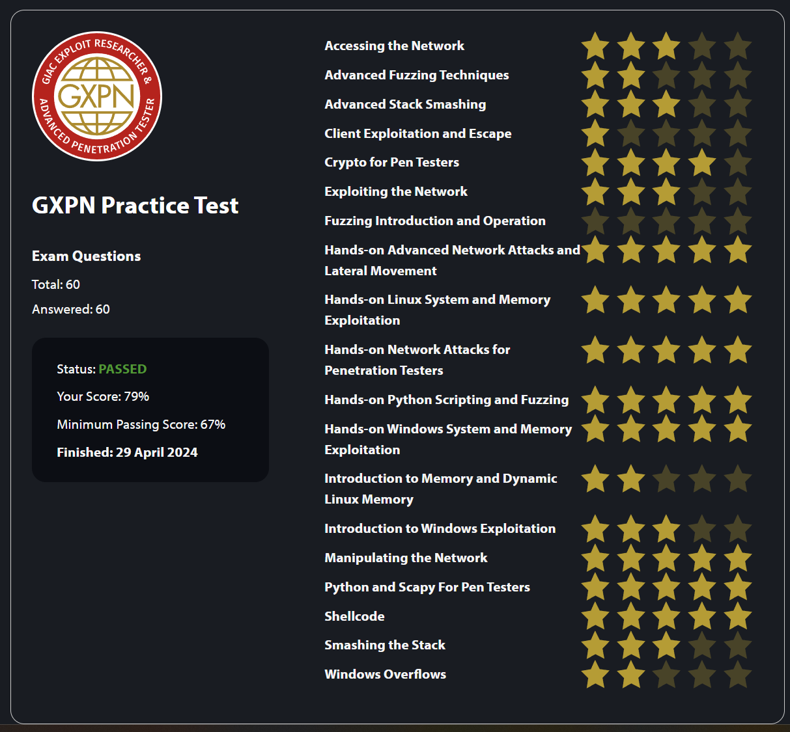 GIAC EXPLOIT RESEARCHER &
GXPN
ADVANCED PENETRATION TESTER
GXPN Practice Test
Exam Questions
Total: 60
Answered: 60
Status: PASSED
Your Score: 79%
Minimum Passing Score: 67%
Finished: 29 April 2024
Accessing the Network
Advanced Fuzzing Techniques
Advanced Stack Smashing
Client Exploitation and Escape
Crypto for Pen Testers
Exploiting the Network
Fuzzing Introduction and Operation
Hands-on Advanced Network Attacks and
Lateral Movement
Hands-on Linux System and Memory
Exploitation
Hands-on Network Attacks for
Penetration Testers
Hands-on Python Scripting and Fuzzing
Hands-on Windows System and Memory
Exploitation
Introduction to Memory and Dynamic
Linux Memory
Introduction to Windows Exploitation
Manipulating the Network
Python and Scapy For Pen Testers
Shellcode
Smashing the Stack
Windows Overflows